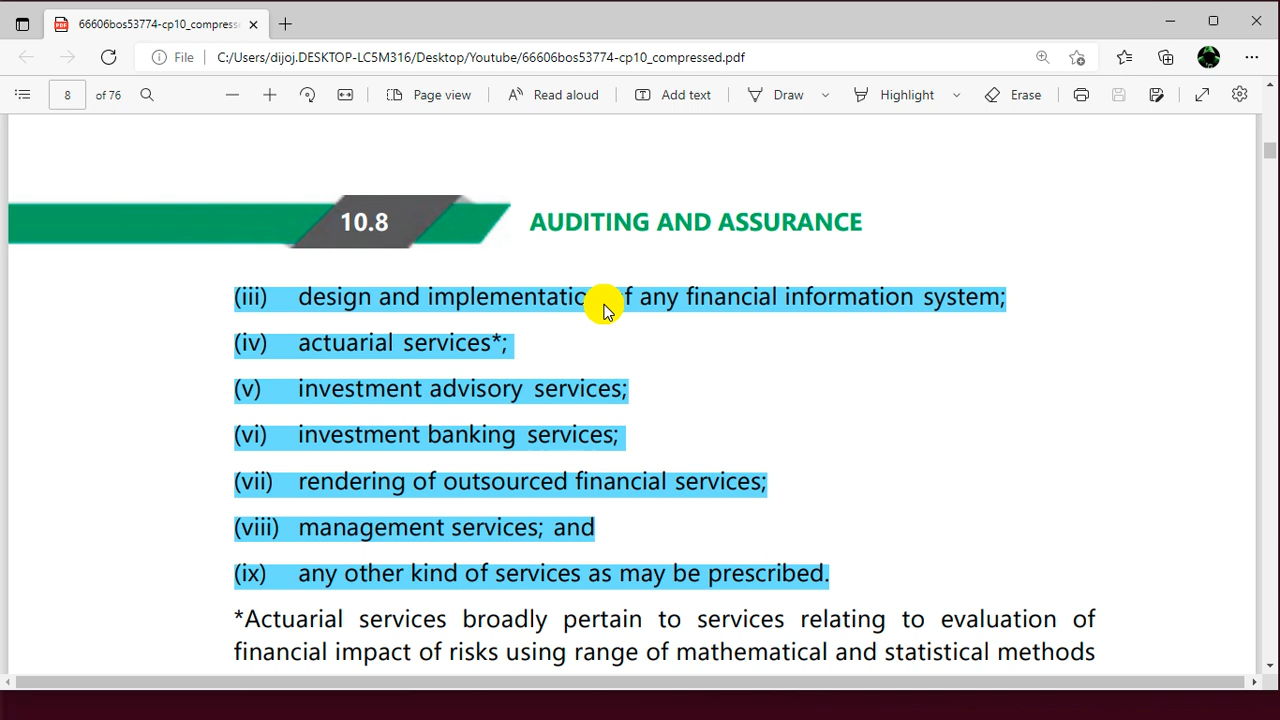 66606bos53774-cp10_compress
File
C:/Users/dijoj.DESKTOP-LC5M316/Desktop/Youtube/66606bos53774-cp10_compressed.pdf
8 of 76
Page view
Read aloud
Add text
Draw
Highlight
Erase
10.8 AUDITING AND ASSURANCE
(iii) design and implementation of any financial information system;
(iv) actuarial services*;
(v) investment advisory services;
(vi) investment banking services;
(vii) rendering of outsourced financial services;
(viii) management services; and
(ix) any other kind of services as may be prescribed.
*Actuarial services broadly pertain to services relating to evaluation of
financial impact of risks using range of mathematical and statistical methods